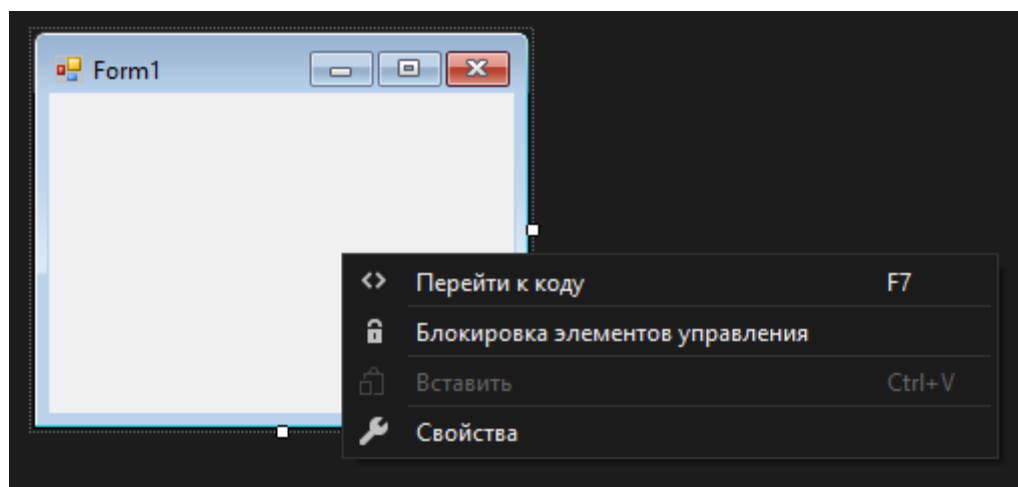 Form1
Перейти к коду F7
Блокировка элементов управления
Вставить Ctrl+V
Свойства